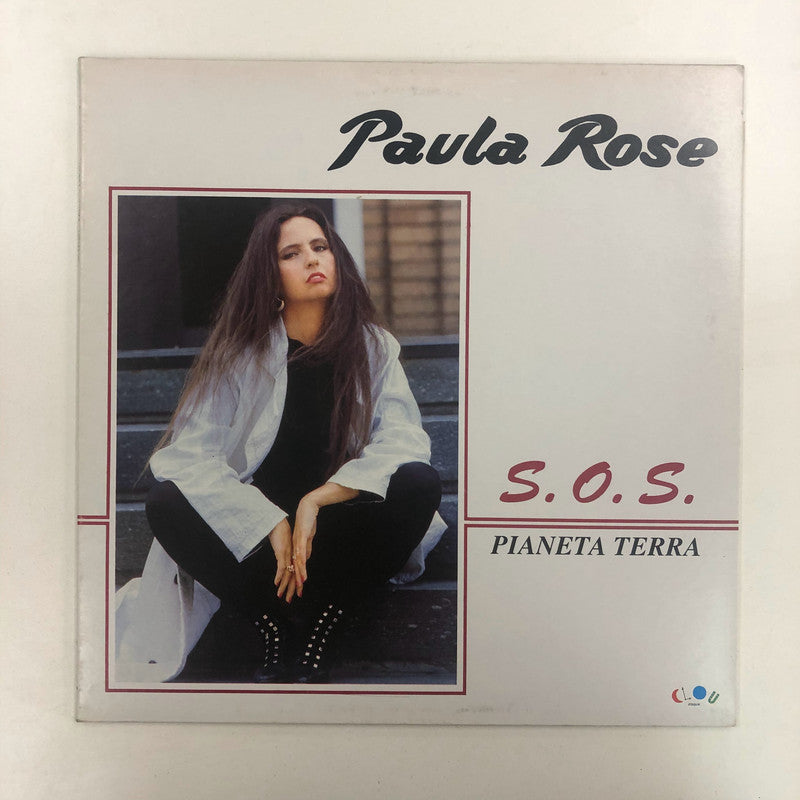 Paula Rose
S. O. S.
PIANETA TERRA
CLOU